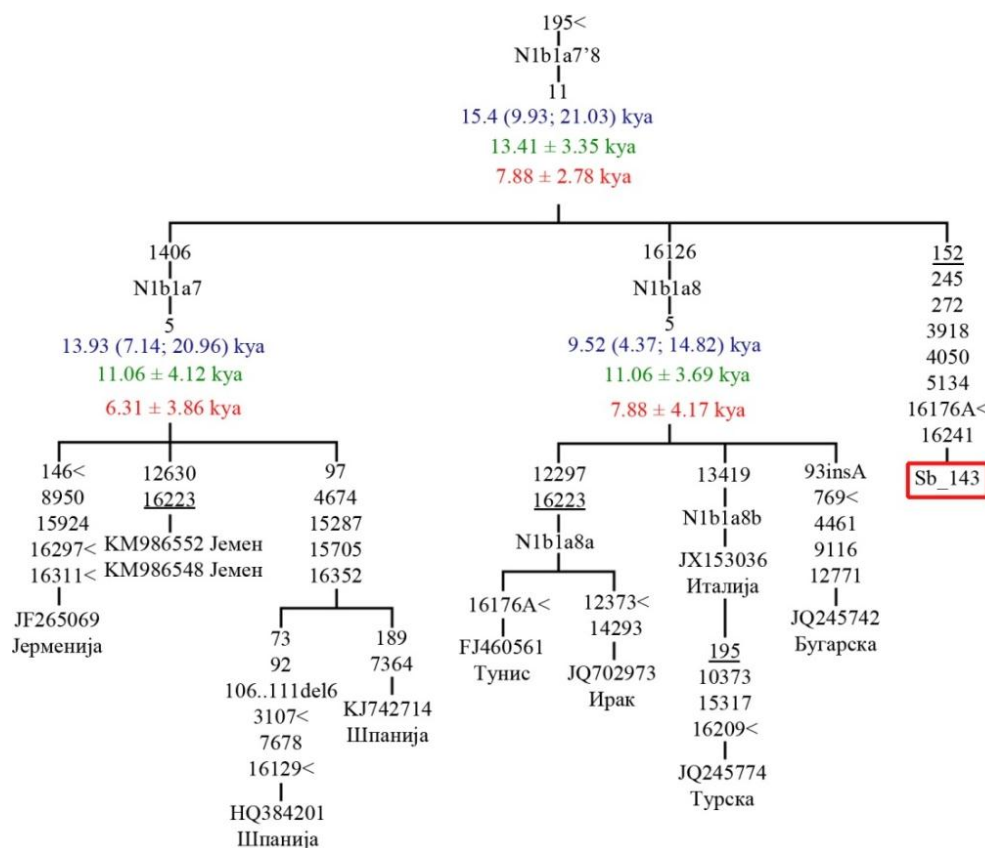 195<
N1b1a7’8
11
15.4 (9.93; 21.03) kya
13.41 ± 3.35 kya
7.88 ± 2.78 kya
1406
N1b1a7
5
13.93 (7.14; 20.96) kya
11.06 ± 4.12 kya
6.31 ± 3.86 kya
146<
8950
15924
16297<
16311<
JF265069
Јерменија
12630
16223
KM986552 Јемен
KM986548 Јемен
97
4674
15287
15705
16352
73
92
106..111del6
3107<
7678
16129<
HQ384201
Шпанија
189
7364
KJ742714
Шпанија
16126
N1b1a8
5
9.52 (4.37; 14.82) kya
11.06 ± 3.69 kya
7.88 ± 4.17 kya
12297
16223
N1b1a8a
16176A<
FJ460561
Тунис
12373<
14293
JQ702973
Ирак
13419
N1b1a8b
JX153036
Италија
195
10373
15317
16209<
JQ245774
Турска
93insA
769<
4461
9116
12771
JQ245742
Бугарска
152
245
272
3918
4050
5134
16176A<
16241
Sb_143